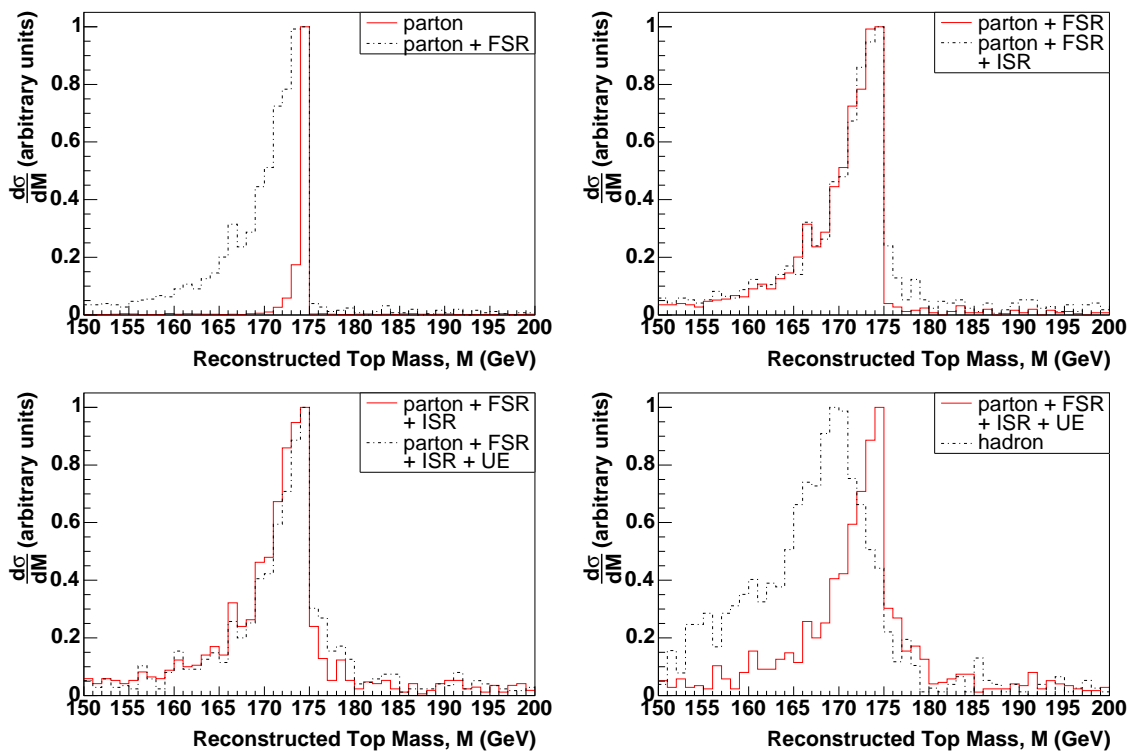 parton
parton + FSR
dσ
dM (arbitrary units)
1
0.8
0.6
0.4
0.2
0
150 155 160 165 170 175 180 185 190 195 200
Reconstructed Top Mass, M (GeV)
parton + FSR
parton + FSR
+ ISR
dσ
dM (arbitrary units)
1
0.8
0.6
0.4
0.2
0
150 155 160 165 170 175 180 185 190 195 200
Reconstructed Top Mass, M (GeV)
parton + FSR
+ ISR
parton + FSR
+ ISR + UE
dσ
dM (arbitrary units)
1
0.8
0.6
0.4
0.2
0
150 155 160 165 170 175 180 185 190 195 200
Reconstructed Top Mass, M (GeV)
parton + FSR
+ ISR + UE
hadron
dσ
dM (arbitrary units)
1
0.8
0.6
0.4
0.2
0
150 155 160 165 170 175 180 185 190 195 200
Reconstructed Top Mass, M (GeV)